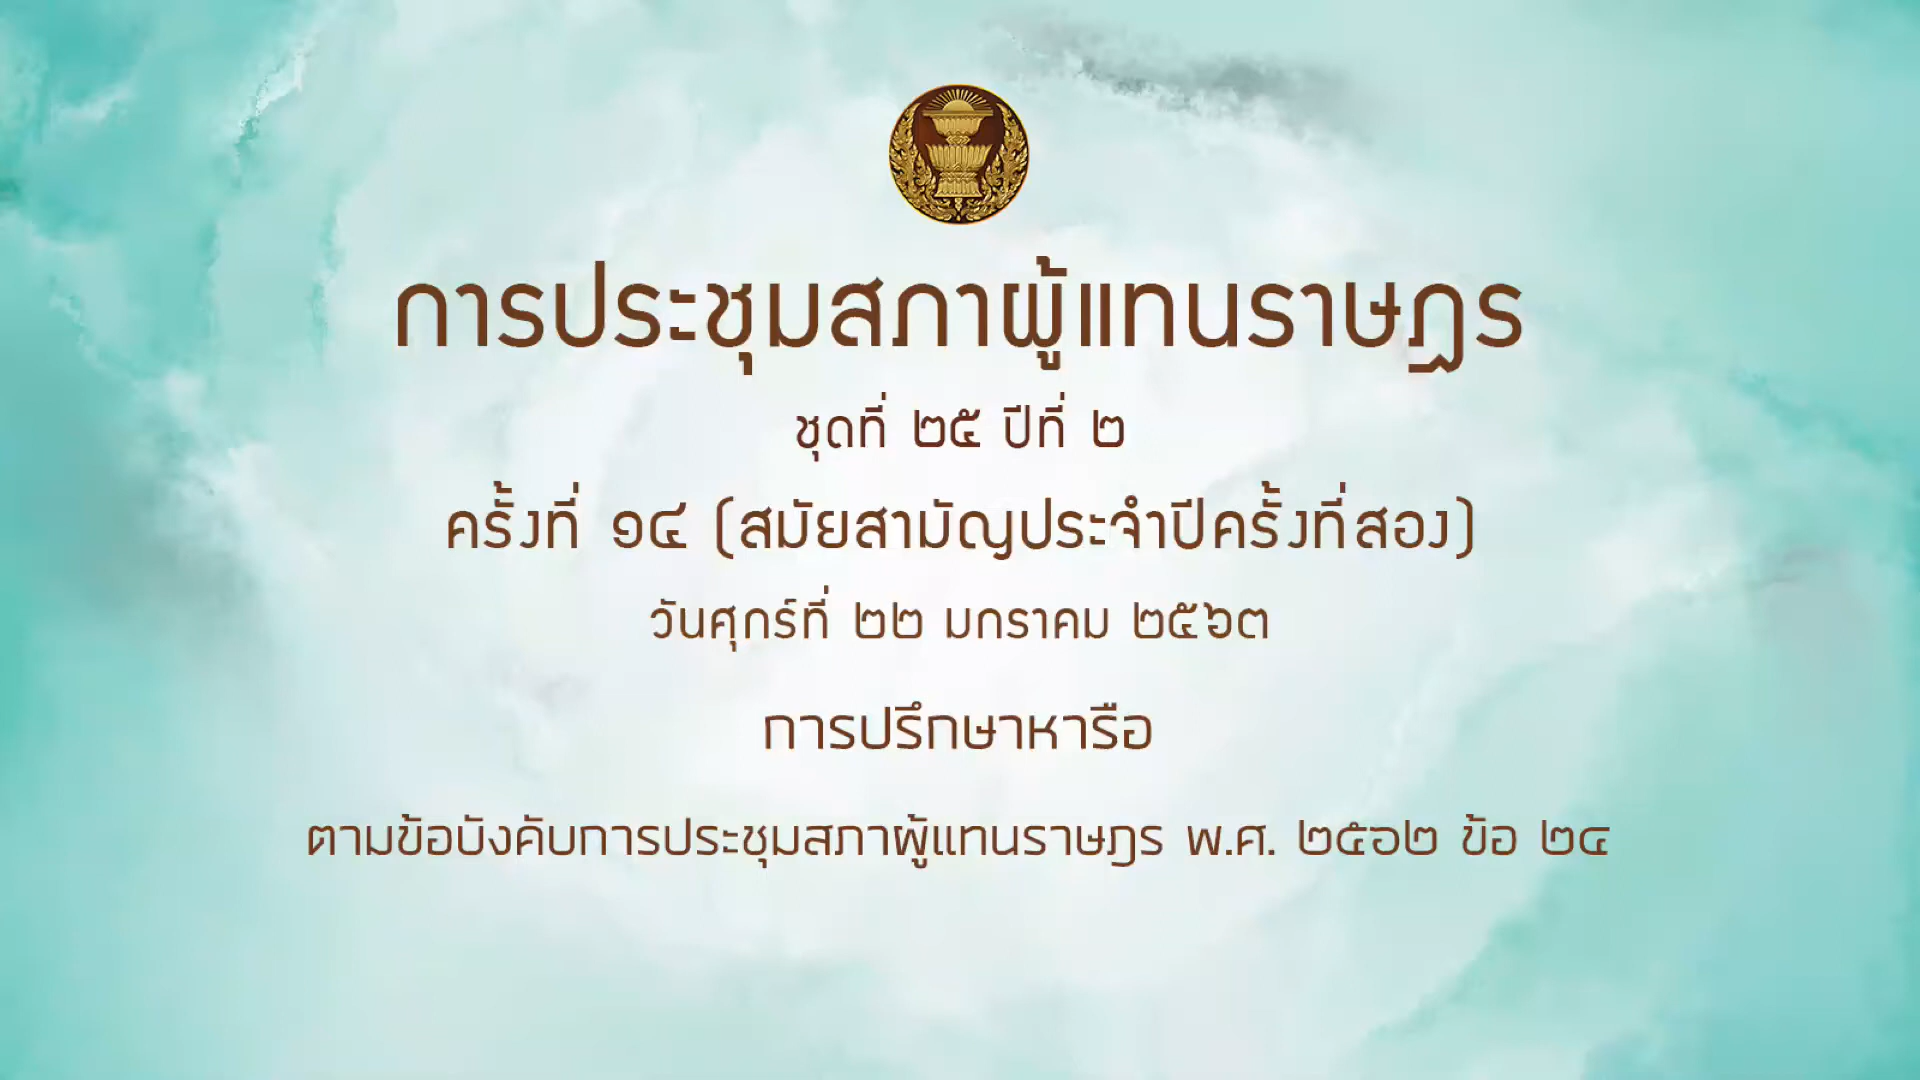 การประชุมสภาผู้แทนราษฎร
ชุดที่ ๒๕ ปีที่ ๒
ครั้งที่ ๑๔ (สมัยสามัญประจำปีครั้งที่สอง)
วันศุกร์ที่ ๒๒ มกราคม ๒๕๖๓
การปรึกษาหารือ
ตามข้อบังคับการประชุมสภาผู้แทนราษฎร พ.ศ. ๒๕๖๒ ข้อ ๒๔